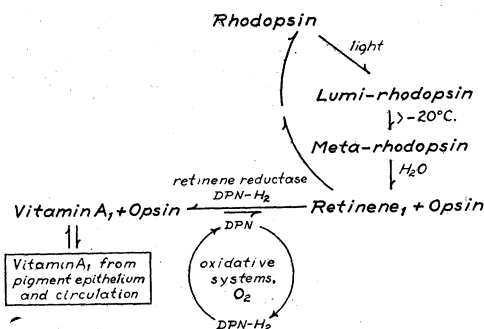 Rhodopsin
light
Lumi-rhodopsin
>-20°C.
Meta-rhodopsin
H₂O
retinene reductase
DPN-H₂
Vitamin A₁ + Opsin
Retinene₁ + Opsin
DPN
Vitamin A₁ from
pigment epithelium
and circulation
oxidative
systems,
O₂
DPN-H₂